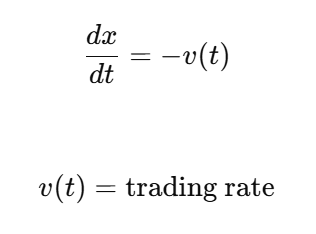 dx/dt = −v(t)
v(t) = trading rate